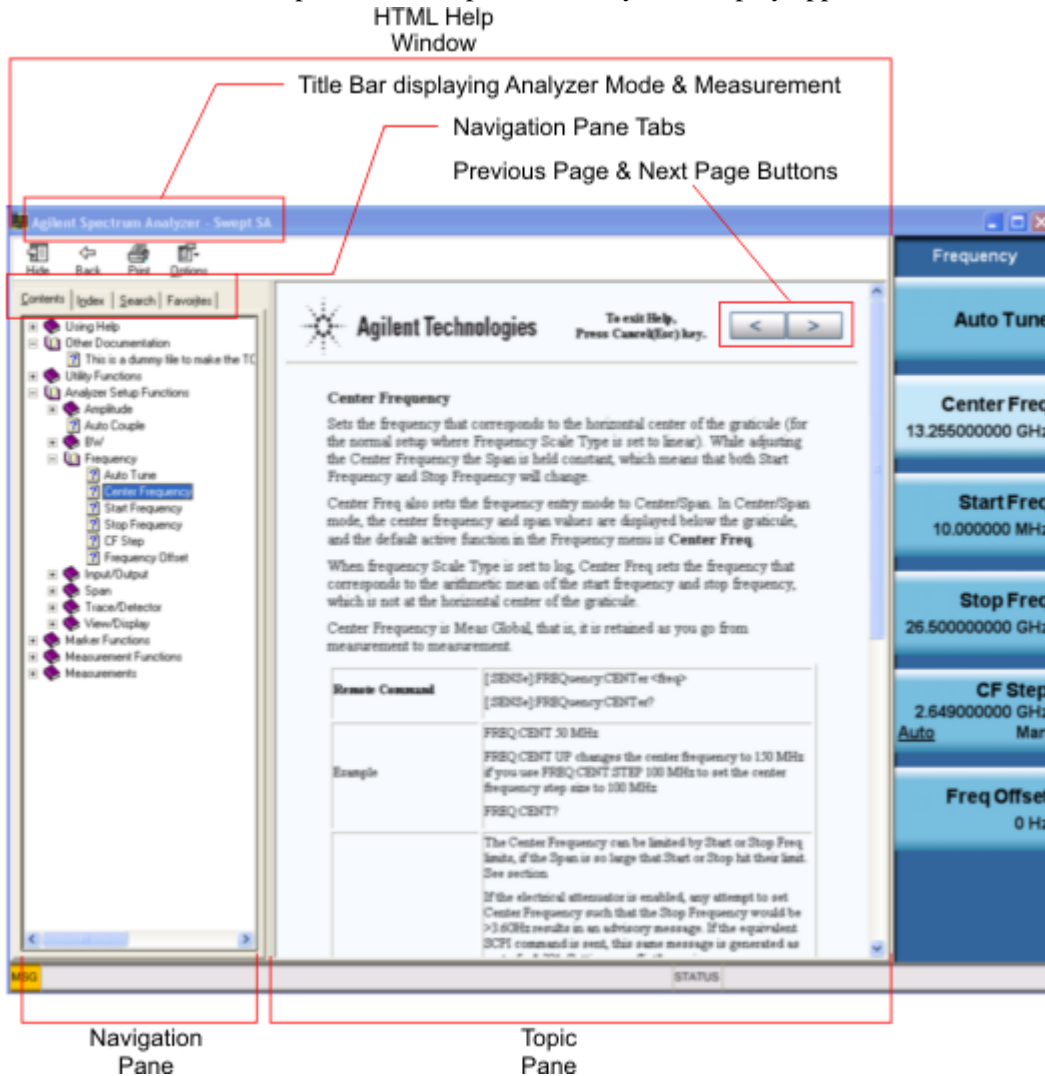 HTML Help
Window
Title Bar displaying Analyzer Mode & Measurement
Navigation Pane Tabs
Previous Page & Next Page Buttons
Agilent Spectrum Analyzer - Swept SA
Hide Back Print Options
Contents Index Search Favorites
Using Help
Other Documentation
This is a dummy file to make the TC
Utility Functions
Analyzer Setup Functions
Amplitude
Auto Couple
BW
Frequency
Auto Tune
Center Frequency
Start Frequency
Stop Frequency
CF Step
Frequency Offset
Input/Output
Span
Trace/Detector
View/Display
Marker Functions
Measurement Functions
Measurements
Agilent Technologies
To exit Help,
Press Cancel(Esc) key.
< >
Center Frequency
Sets the frequency that corresponds to the horizontal center of the graticule (for
the normal setup where Frequency Scale Type is set to linear). While adjusting
the Center Frequency the Span is held constant, which means that both Start
Frequency and Stop Frequency will change.
Center Freq also sets the frequency entry mode to Center/Span. In Center/Span
mode, the center frequency and span values are displayed below the graticule,
and the default active function in the Frequency menu is Center Freq
When frequency Scale Type is set to log, Center Freq sets the frequency that
corresponds to the arithmetic mean of the start frequency and stop frequency,
which is not at the horizontal center of the graticule.
Center Frequency is Meas Global, that is, it is retained as you go from
measurement to measurement.
Remote Command
[:SENSe]:FREQuency:CENTer <freq>
[:SENSe]:FREQuency:CENTer?
Example
FREQ:CENT 50 MHz
FREQ:CENT UP changes the center frequency to 150 MHz
if you use FREQ:CENT:STEP 100 MHz to set the center
frequency step size to 100 MHz
FREQ:CENT?
The Center Frequency can be limited by Start or Stop Freq
limits, if the Span is so large that Start or Stop hit their limit.
See section
If the electrical attenuator is enabled, any attempt to set
Center Frequency such that the Stop Frequency would be
>3.6GHz results in an advisory message. If the equivalent
SCPI command is sent, this same message is generated as
Frequency
Auto Tune
Center Freq
13.255000000 GHz
Start Freq
10.000000 MHz
Stop Freq
26.500000000 GHz
CF Step
2.649000000 GHz
Auto Man
Freq Offset
0 Hz
MSG
STATUS
Navigation
Pane
Topic
Pane